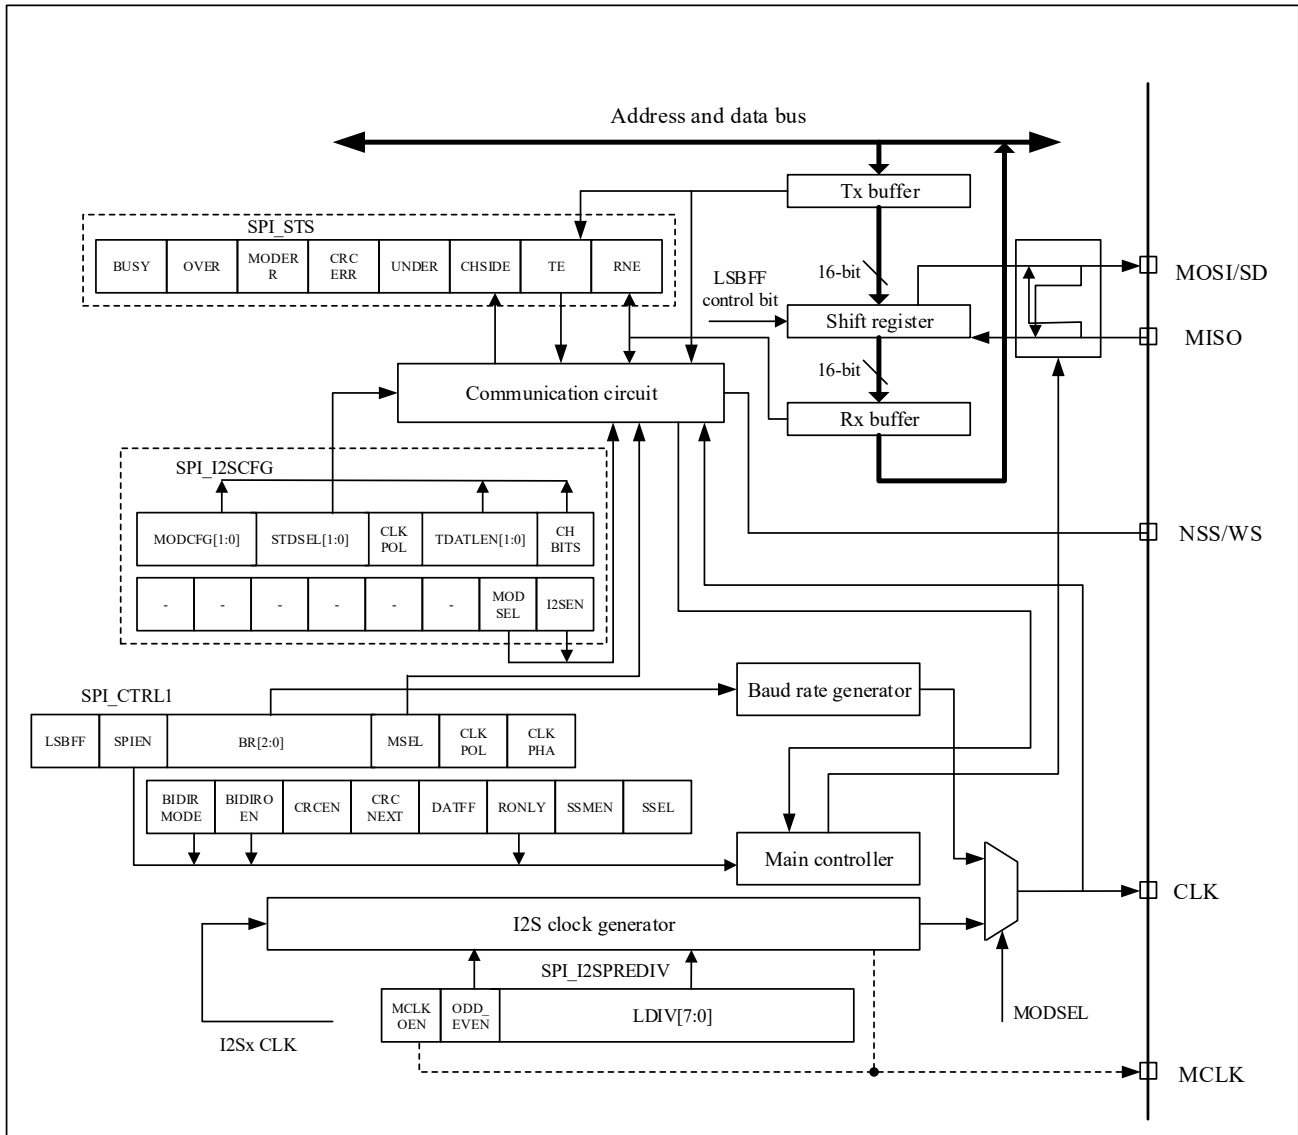 Address and data bus
Tx buffer
SPI_STS
BUSY
OVER
MODER
R
CRC
ERR
UNDER
CHSIDE
TE
RNE
16-bit
LSBFF
control bit
MOSI/SD
Shift register
MISO
16-bit
Communication circuit
Rx buffer
SPI_I2SCFG
MODCFG[1:0]
STDSEL[1:0]
CLK
POL
TDATLEN[1:0]
CH
BITS
NSS/WS
-
-
-
-
-
-
MOD
SEL
I2SEN
SPI_CTRL1
Baud rate generator
LSBFF
SPIEN
BR[2:0]
MSEL
CLK
POL
CLK
PHA
BIDIR
MODE
BIDIRO
EN
CRCEN
CRC
NEXT
DATFF
RONLY
SSMEN
SSEL
Main controller
CLK
I2S clock generator
SPI_I2SPREDIV
MCLK
OEN
ODD_
EVEN
LDIV[7:0]
MODSEL
I2Sx CLK
MCLK